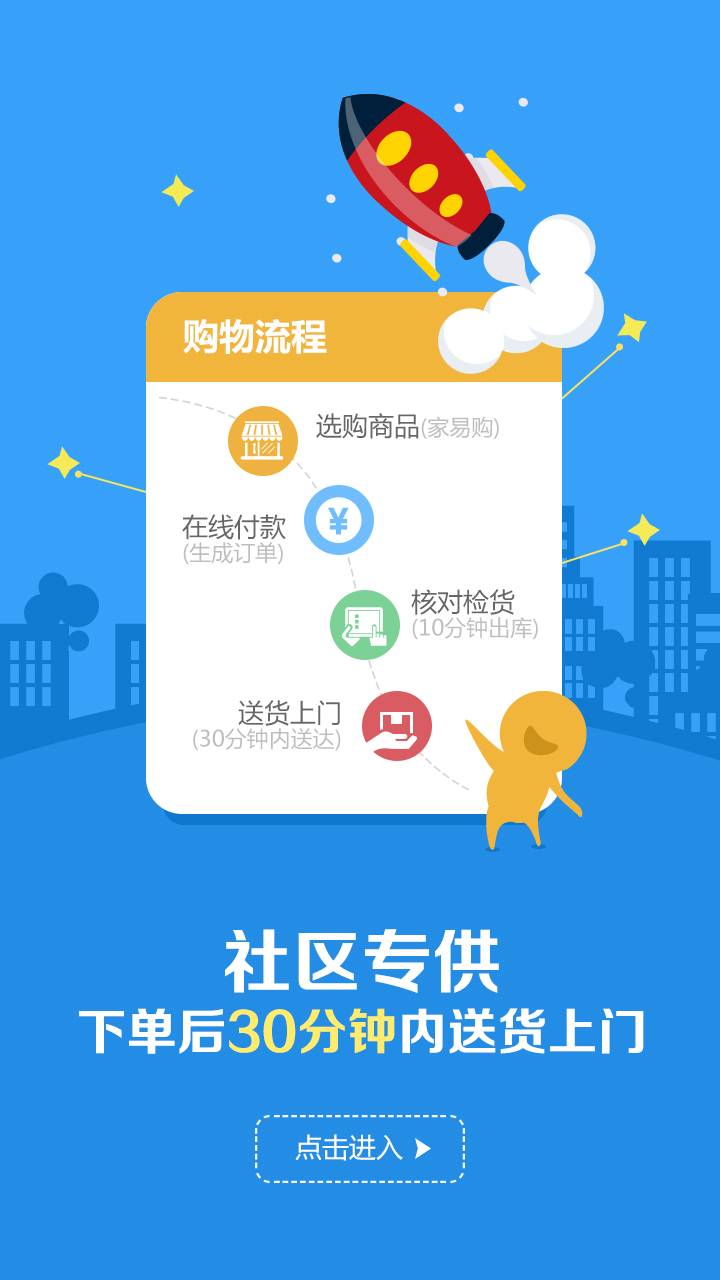 购物流程
选购商品(家易购)
¥
在线付款
(生成订单)
核对检货
(10分钟出库)
送货上门
(30分钟内送达)
社区专供
下单后30分钟内送货上门
点击进入